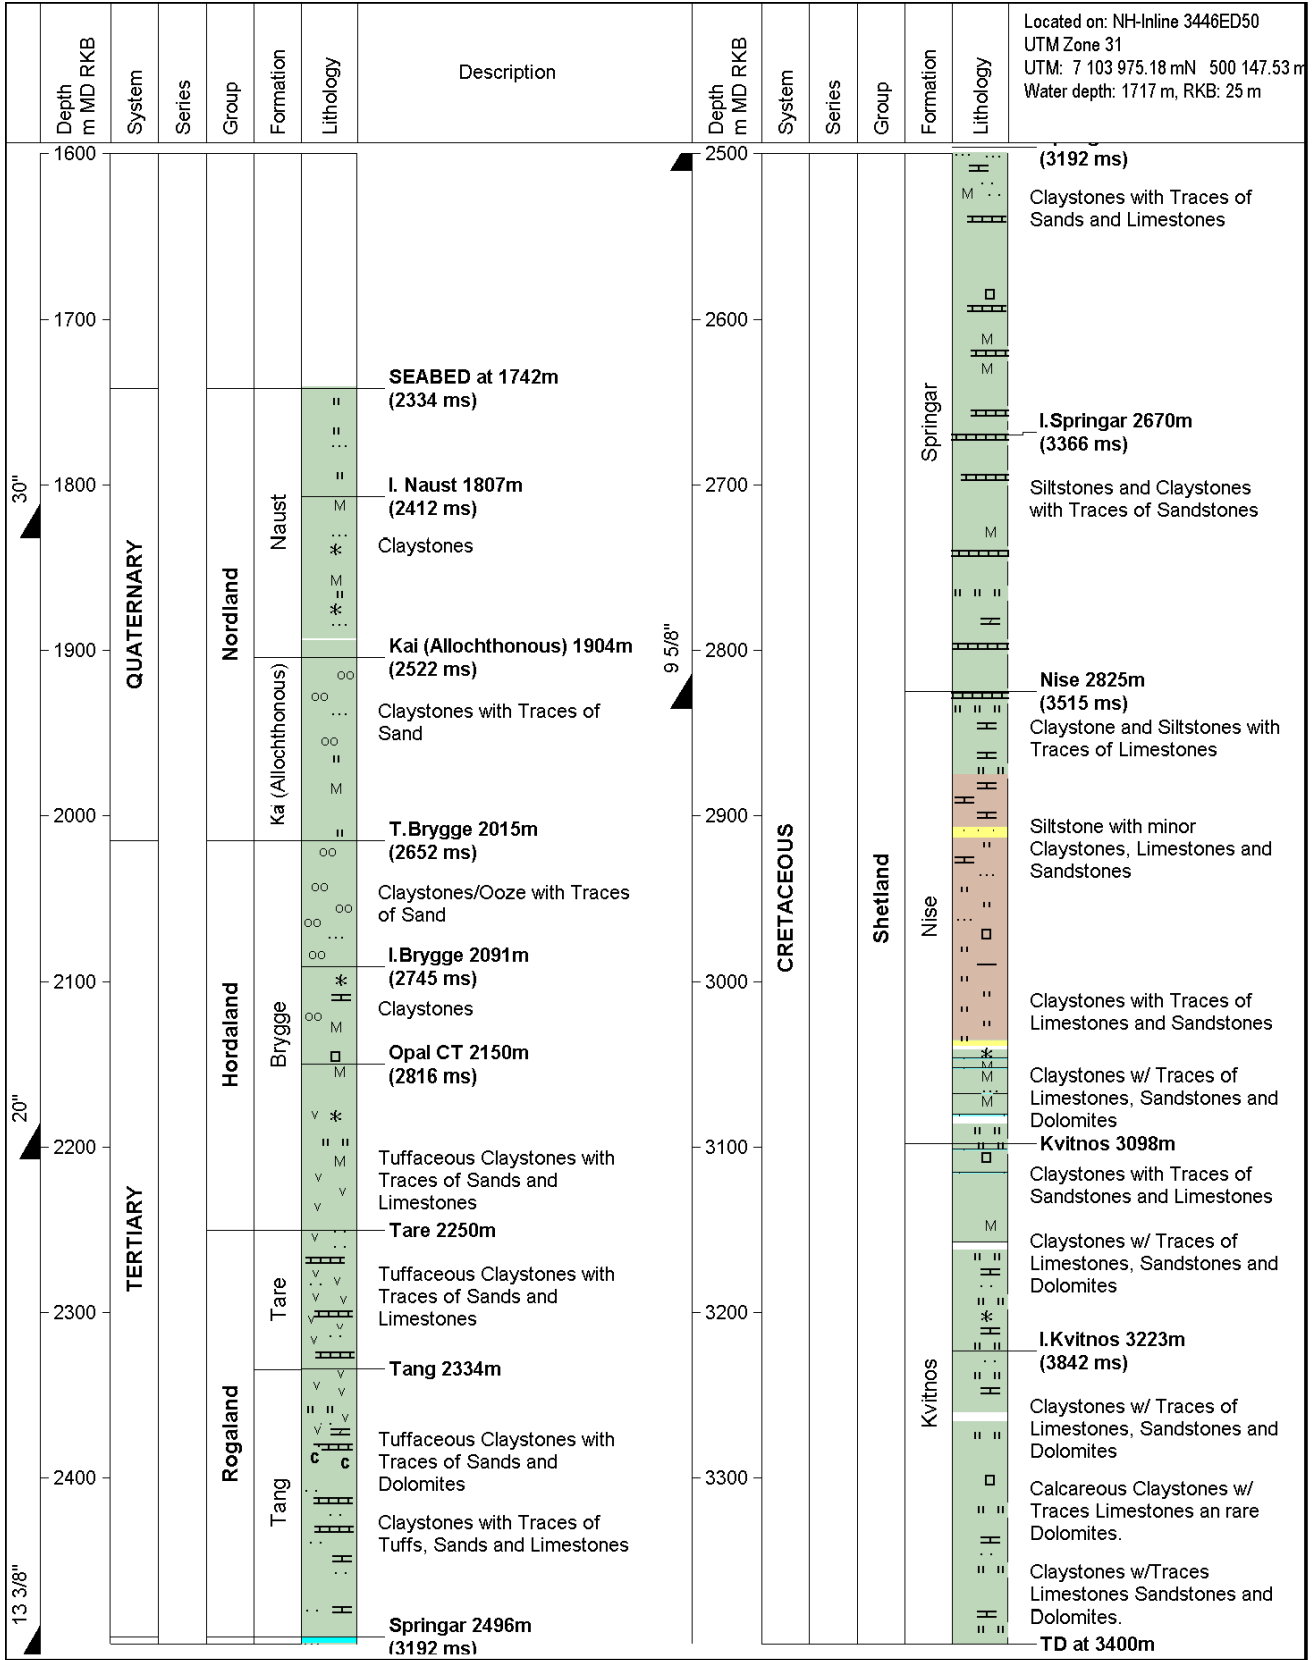 Depth
m MD RKB
System
Series
Group
Formation
Lithology
Description
1600
1700
1800
1900
2000
2100
2200
2300
2400
30"
20"
13 3/8"
QUATERNARY
TERTIARY
Nordland
Hordaland
Rogaland
Naust
Kai (Allochthonous)
Brygge
Tare
Tang
SEABED at 1742m
(2334 ms)
I. Naust 1807m
(2412 ms)
Claystones
Kai (Allochthonous) 1904m
(2522 ms)
Claystones with Traces of
Sand
T.Brygge 2015m
(2652 ms)
Claystones/Ooze with Traces
of Sand
I.Brygge 2091m
(2745 ms)
Claystones
Opal CT 2150m
(2816 ms)
Tuffaceous Claystones with
Traces of Sands and
Limestones
Tare 2250m
Tuffaceous Claystones with
Traces of Sands and
Limestones
Tang 2334m
Tuffaceous Claystones with
Traces of Sands and
Dolomites
Claystones with Traces of
Tuffs, Sands and Limestones
Springar 2496m
(3192 ms)
Depth
m MD RKB
System
Series
Group
Formation
Lithology
Located on: NH-Inline 3446ED50
UTM Zone 31
UTM: 7 103 975.18 mN 500 147.53 m
Water depth: 1717 m, RKB: 25 m
2500
2600
2700
2800
2900
3000
3100
3200
3300
9 5/8"
CRETACEOUS
Shetland
Springar
Nise
Kvitnos
(3192 ms)
Claystones with Traces of
Sands and Limestones
I.Springar 2670m
(3366 ms)
Siltstones and Claystones
with Traces of Sandstones
Nise 2825m
(3515 ms)
Claystone and Siltstones with
Traces of Limestones
Siltstone with minor
Claystones, Limestones and
Sandstones
Claystones with Traces of
Limestones and Sandstones
Claystones w/ Traces of
Limestones, Sandstones and
Dolomites
Kvitnos 3098m
Claystones with Traces of
Sandstones and Limestones
Claystones w/ Traces of
Limestones, Sandstones and
Dolomites
I.Kvitnos 3223m
(3842 ms)
Claystones w/ Traces of
Limestones, Sandstones and
Dolomites
Calcareous Claystones w/
Traces Limestones an rare
Dolomites.
Claystones w/Traces
Limestones Sandstones and
Dolomites.
TD at 3400m